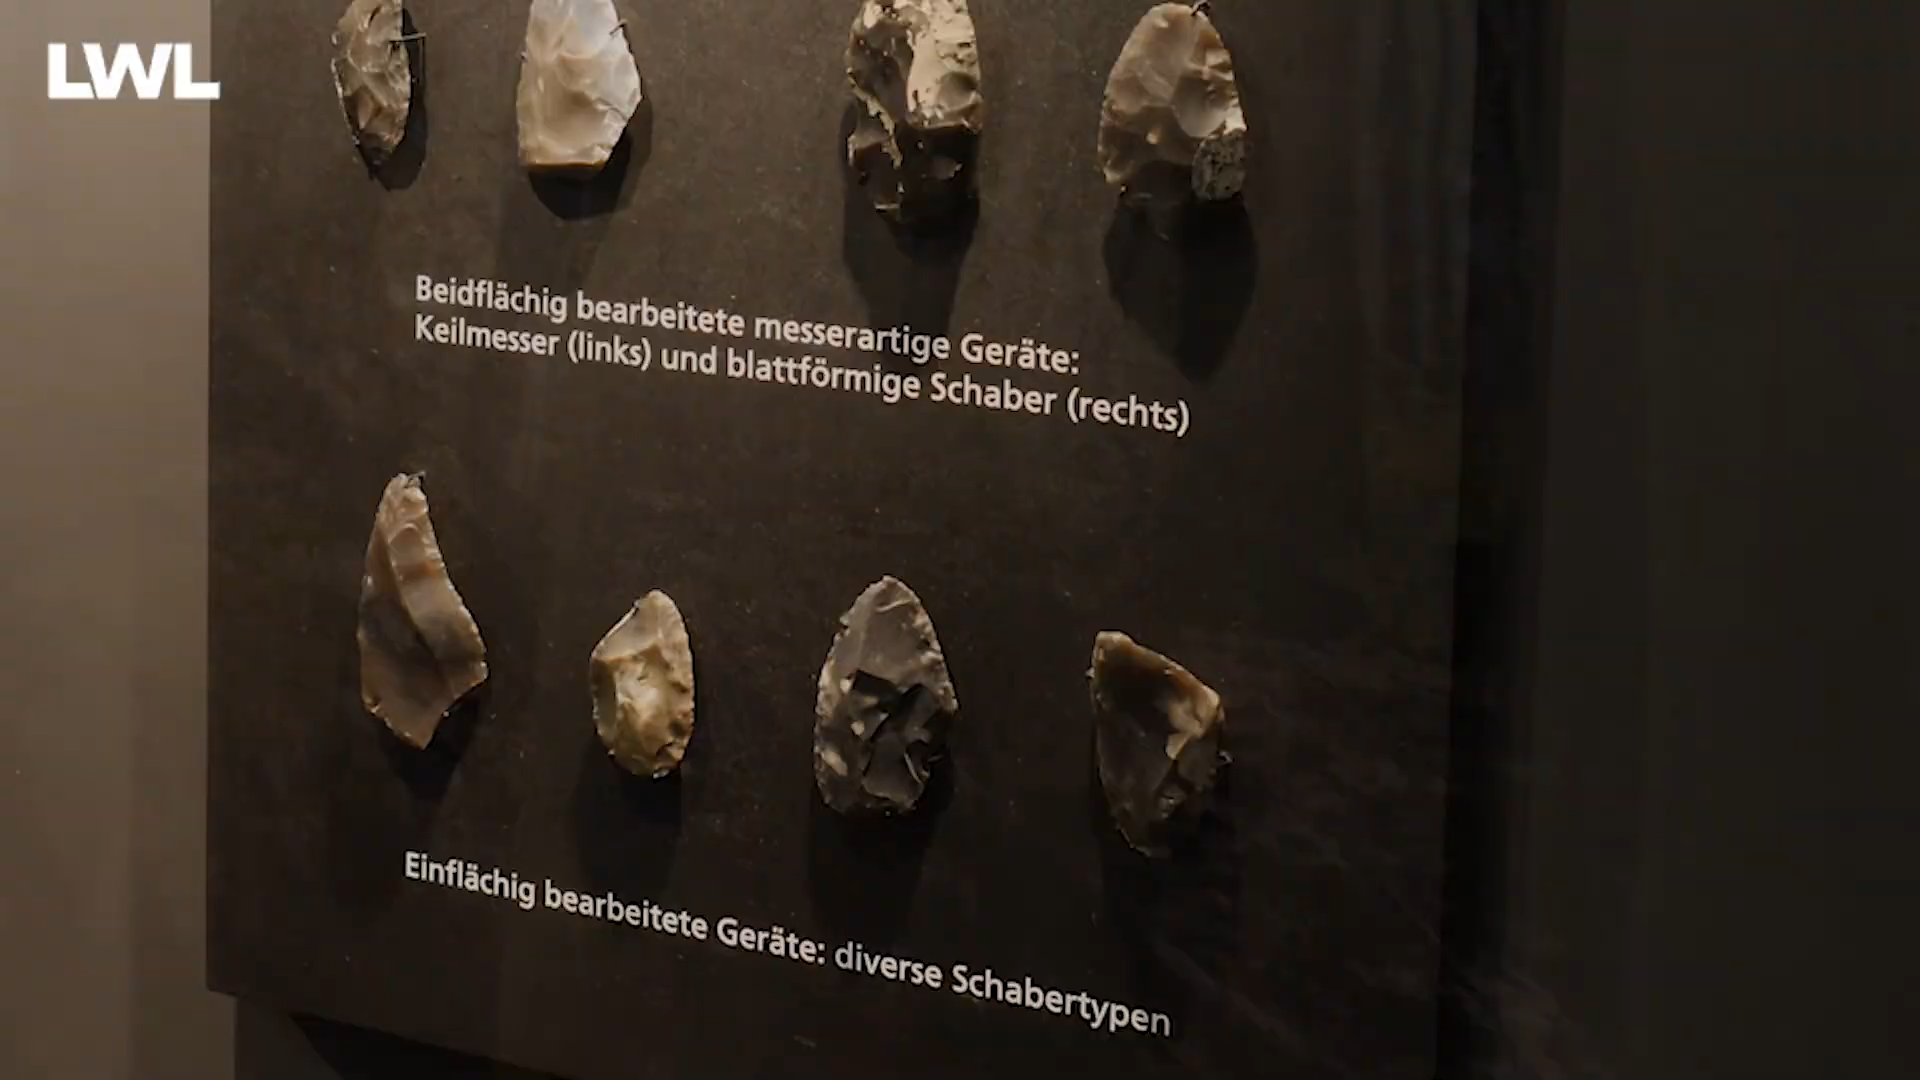 LWL
Beidflächig bearbeitete messerartige Geräte:
Keilmesser (links) und blattförmige Schaber (rechts)
Einflächig bearbeitete Geräte: diverse Schabertypen